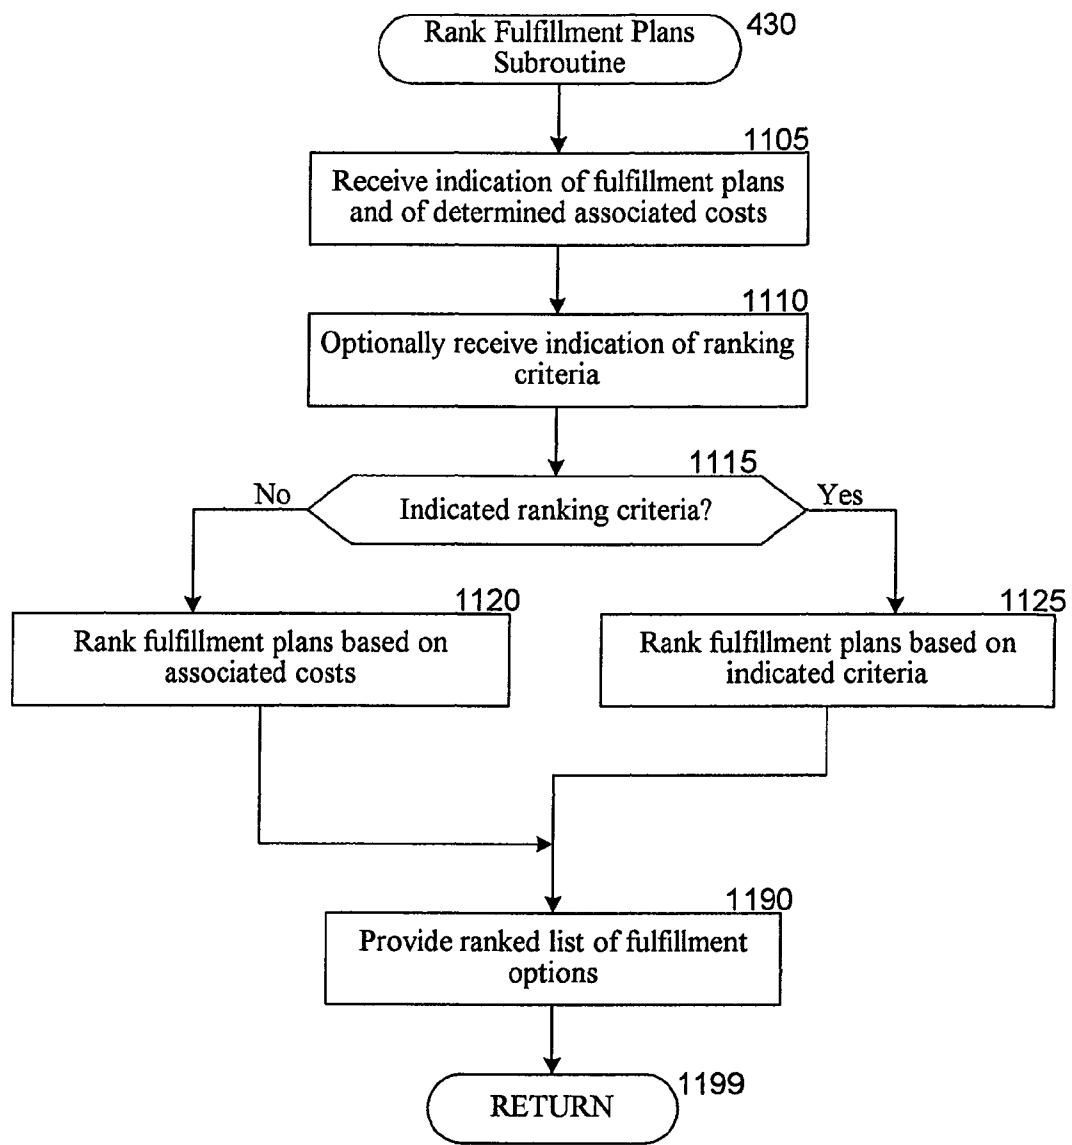 Rank Fulfillment Plans
Subroutine
430
1105
Receive indication of fulfillment plans
and of determined associated costs
1110
Optionally receive indication of ranking
criteria
1115
No
Indicated ranking criteria?
Yes
1120
Rank fulfillment plans based on
associated costs
1125
Rank fulfillment plans based on
indicated criteria
1190
Provide ranked list of fulfillment
options
1199
RETURN